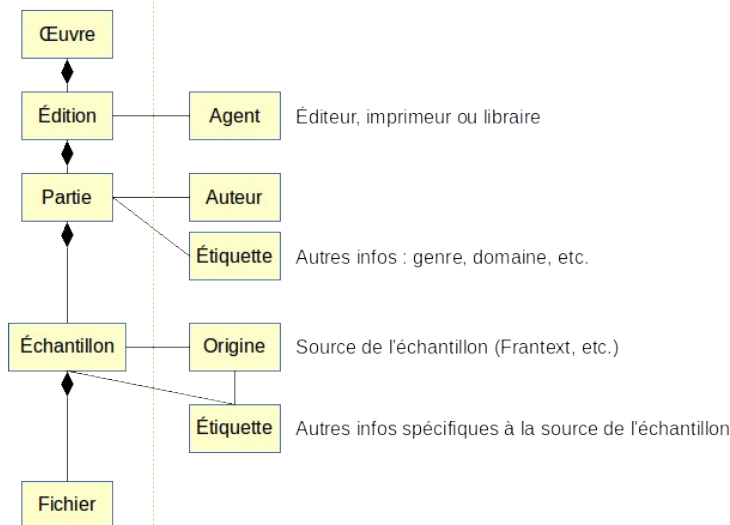 Œuvre
Édition
Agent
Éditeur, imprimeur ou libraire
Partie
Auteur
Étiquette
Autres infos : genre, domaine, etc.
Échantillon
Origine
Source de l'échantillon (Frantext, etc.)
Étiquette
Autres infos spécifiques à la source de l'échantillon
Fichier